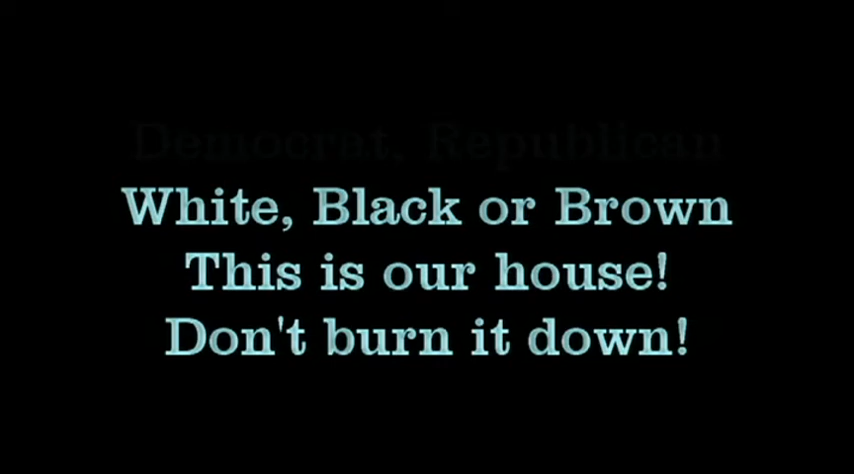 Democrat, Republican
White, Black or Brown
This is our house!
Don't burn it down!